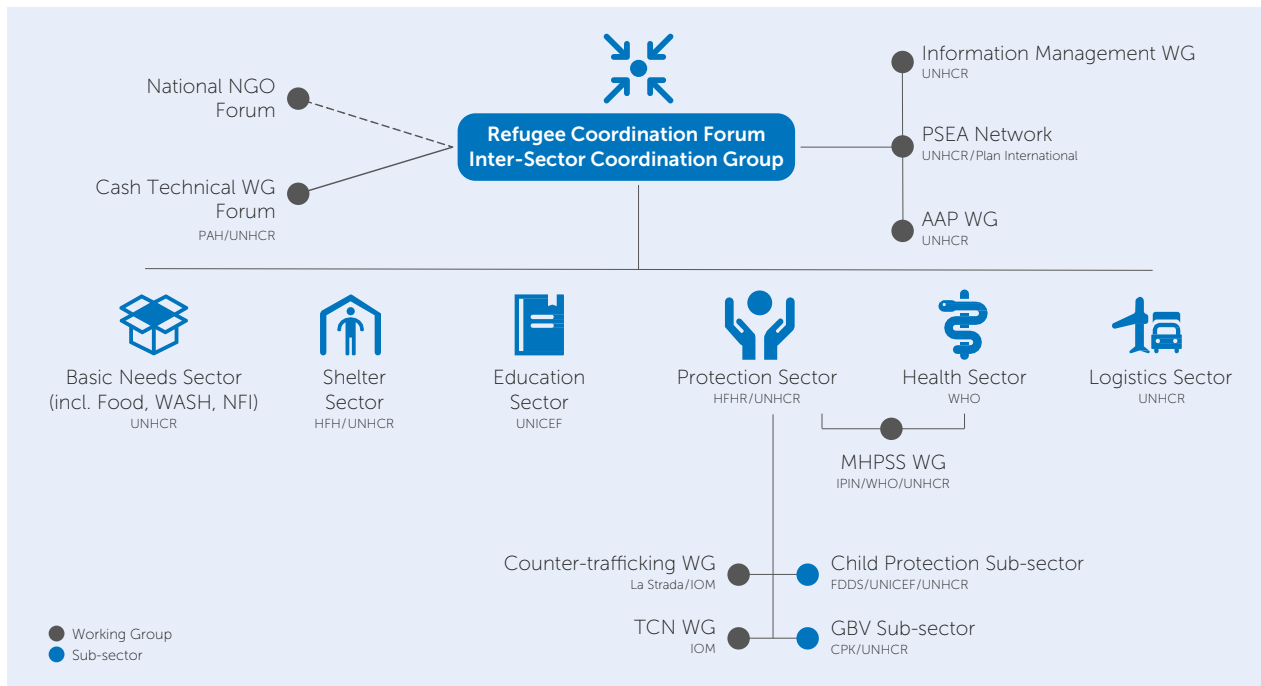 National NGO
Forum
Cash Technical WG
Forum
PAH/UNHCR
Refugee Coordination Forum
Inter-Sector Coordination Group
Information Management WG
UNHCR
PSEA Network
UNHCR/Plan International
AAP WG
UNHCR
Basic Needs Sector
(incl. Food, WASH, NFI)
UNHCR
Shelter
Sector
HFH/UNHCR
Education
Sector
UNICEF
Protection Sector
HFHR/UNHCR
Health Sector
WHO
Logistics Sector
UNHCR
MHPSS WG
IPIN/WHO/UNHCR
Counter-trafficking WG
La Strada/IOM
Child Protection Sub-sector
FDDS/UNICEF/UNHCR
TCN WG
IOM
GBV Sub-sector
CPK/UNHCR
Working Group
Sub-sector